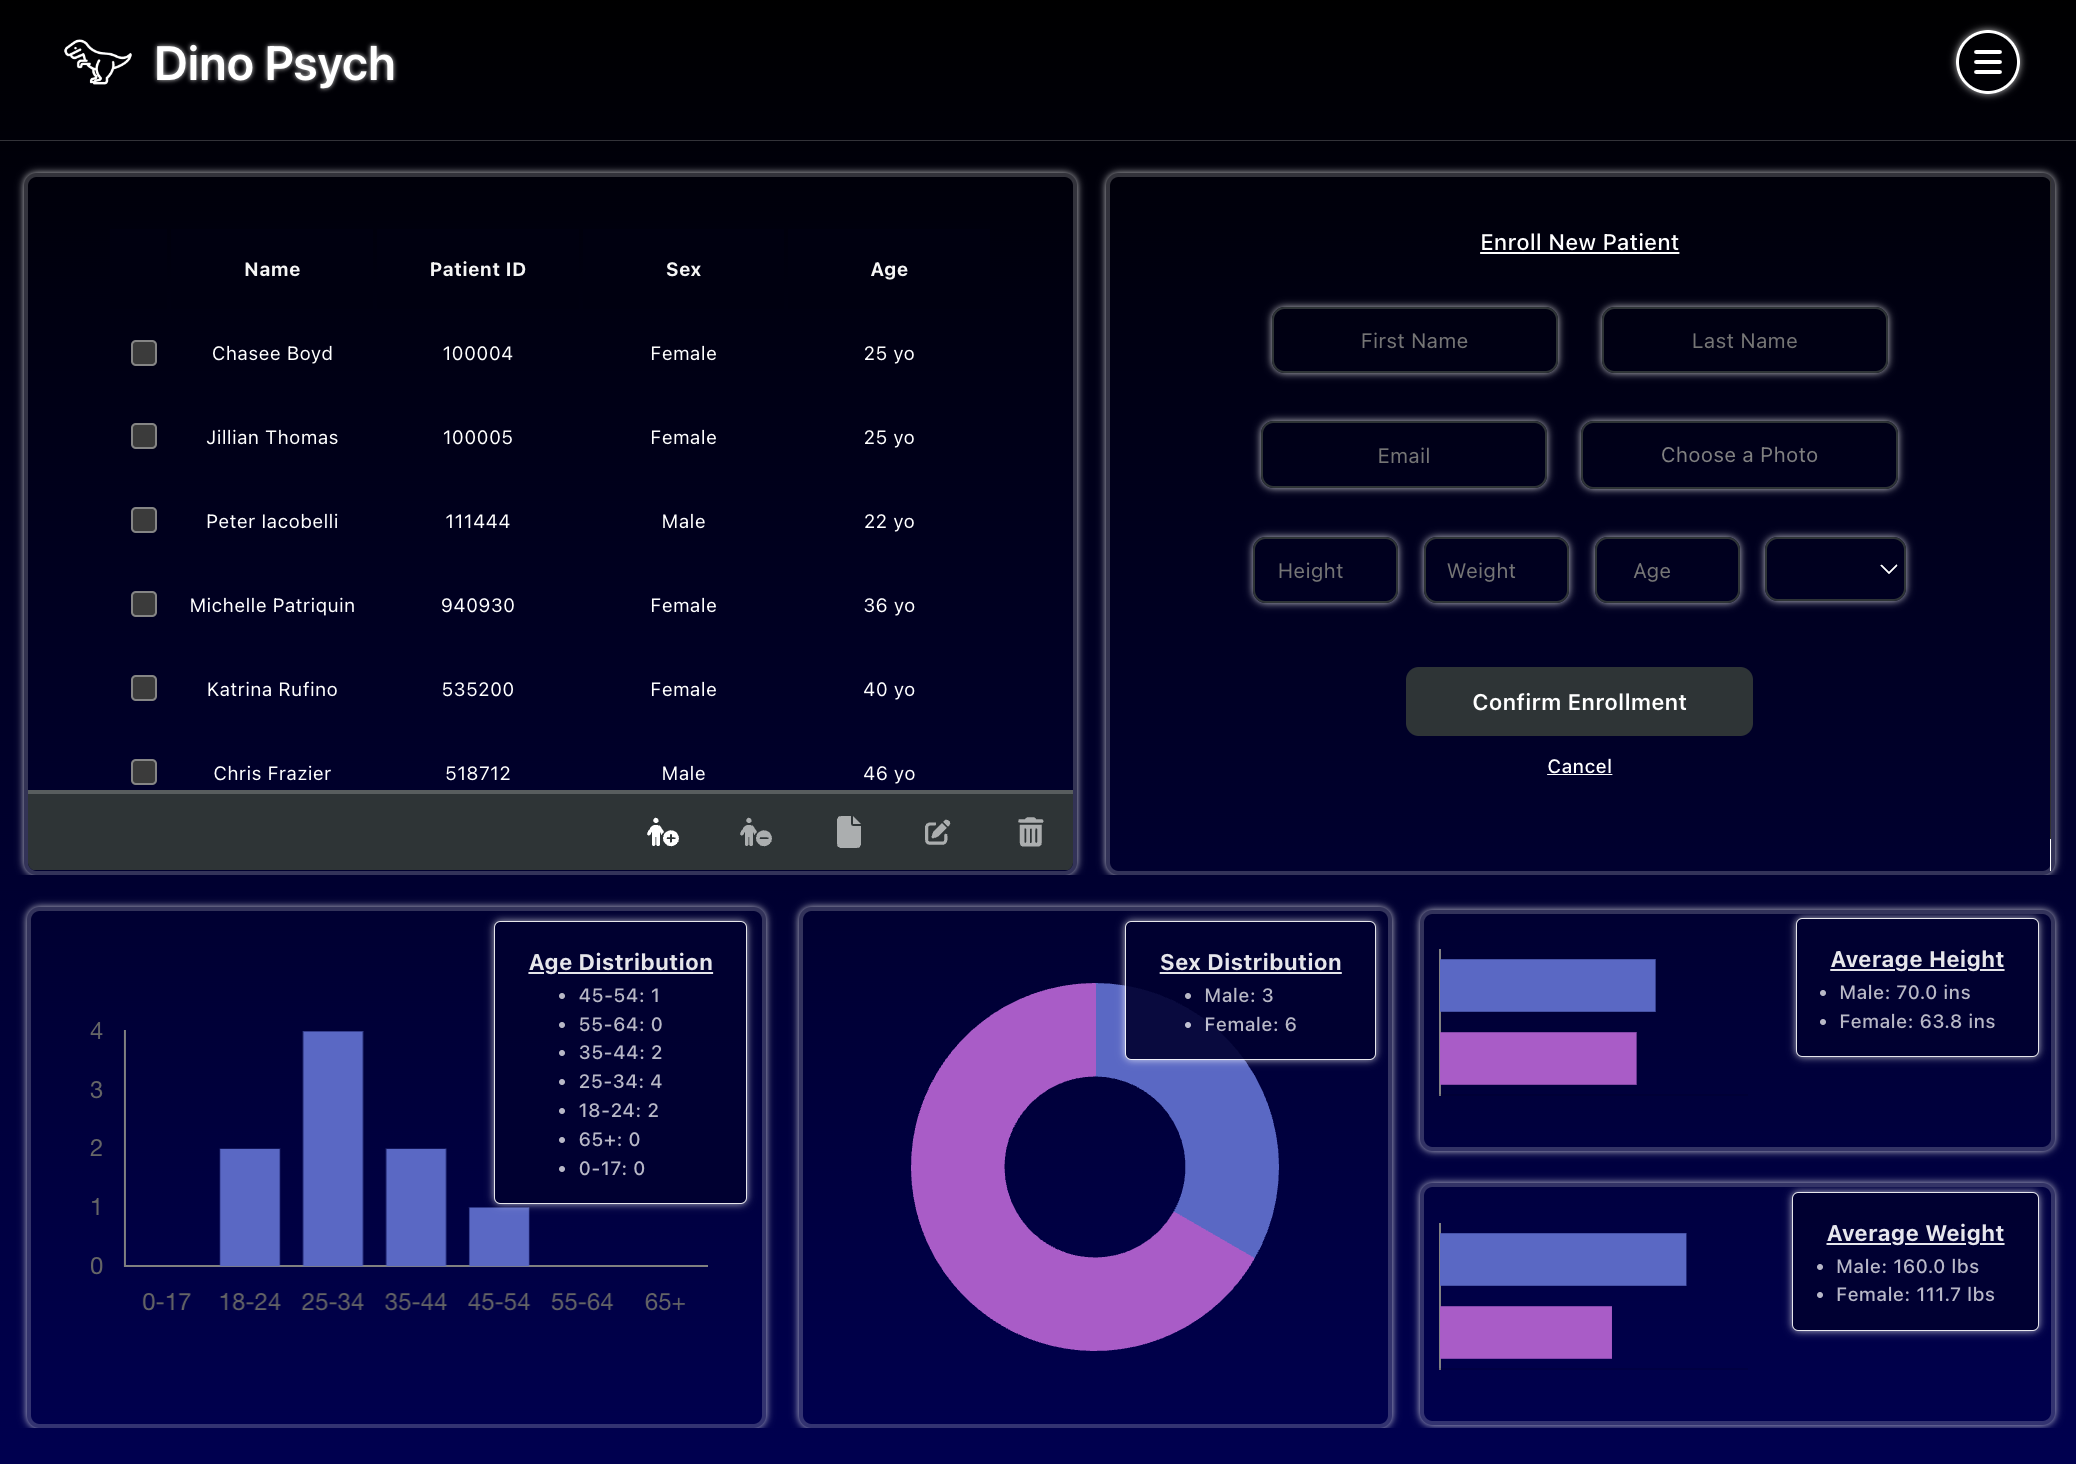 Dino Psych
Name Patient ID Sex Age
Chasee Boyd 100004 Female 25 yo
Jillian Thomas 100005 Female 25 yo
Peter Iacobelli 111444 Male 22 yo
Michelle Patriquin 940930 Female 36 yo
Katrina Rufino 535200 Female 40 yo
Chris Frazier 518712 Male 46 yo
Enroll New Patient
First Name Last Name
Email Choose a Photo
Height Weight Age
Confirm Enrollment
Cancel
Age Distribution
45-54: 1
55-64: 0
35-44: 2
25-34: 4
18-24: 2
65+: 0
0-17: 0
4
3
2
1
0
0-17 18-24 25-34 35-44 45-54 55-64 65+
Sex Distribution
Male: 3
Female: 6
Average Height
Male: 70.0 ins
Female: 63.8 ins
Average Weight
Male: 160.0 lbs
Female: 111.7 lbs